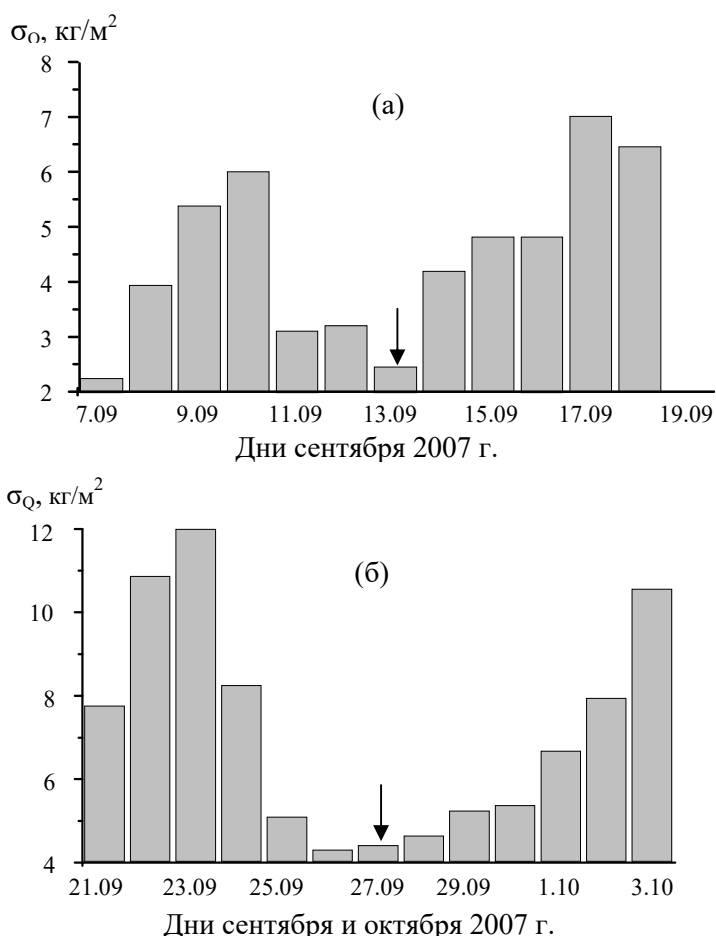 σQ, кг/м²
8
(а)
7
6
5
4
3
2
7.09 9.09 11.09 13.09 15.09 17.09 19.09
Дни сентября 2007 г.
σQ, кг/м²
12
(б)
10
8
6
4
21.09 23.09 25.09 27.09 29.09 1.10 3.10
Дни сентября и октября 2007 г.